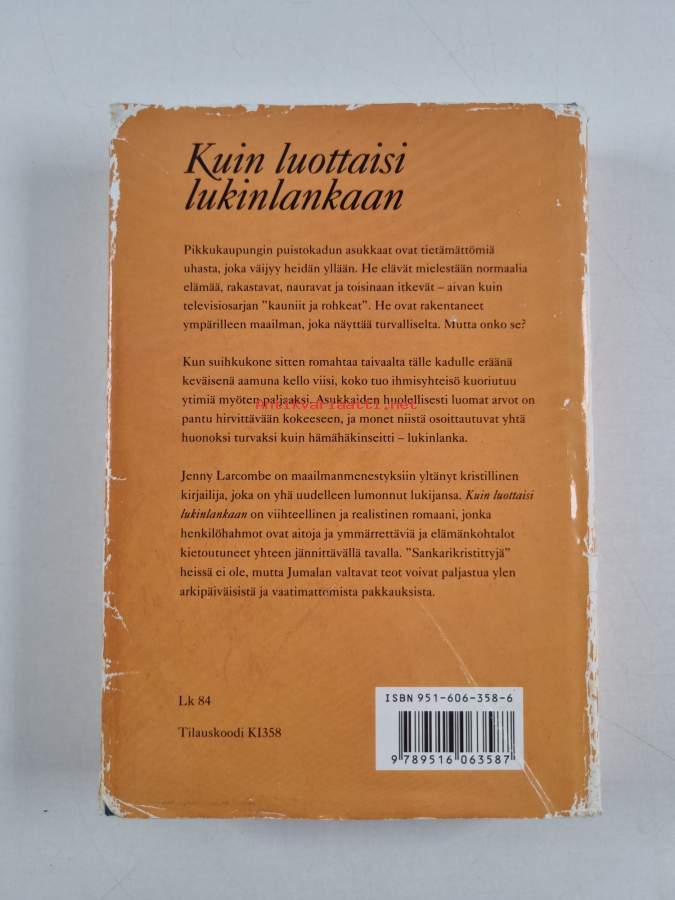 Kuin luottaisi
lukinlankaan
Pikkukaupungin puistokadun asukkaat ovat tietämättömiä
uhasta, joka väijyy heidän yllään. He elävät mielestään normaalia
elämää, rakastavat, nauravat ja toisinaan itkevät – aivan kuin
televisiosarjan ”kauniit ja rohkeat”. He ovat rakentaneet
ympärilleen maailman, joka näyttää turvalliselta. Mutta onko se?
Kun suihkukone sitten romahtaa taivaalta tälle kadulle eräänä
keväisenä aamuna kello viisi, koko tuo ihmisyhteisö kuoriutuu
ytimiä myöten paljaaksi. Asukkaiden huolellisesti luomat arvot on
Antikvariaatti.net
pantu hirvittävään kokeeseen, ja monet niistä osoittautuvat yhtä
huonoksi turvaksi kuin hämähäkinseitti – lukinlanka.
Jenny Larcombe on maailmanmenestyksiin yltänyt kristillinen
kirjailija, joka on yhä uudelleen lumonnut lukijansa. Kuin luottaisi
lukinlankaan on viihteellinen ja realistinen romaani, jonka
henkilöhahmot ovat aitoja ja ymmärrettäviä ja elämänkohtalot
kietoutuneet yhteen jännittävällä tavalla. ”Sankarikristittyjä”
heissä ei ole, mutta Jumalan valtavat teot voivat paljastua ylen
arkipäiväisistä ja vaatimattomista pakkauksista.
Lk 84
Tilauskoodi KI358
ISBN 951-606-358-6
9 789516 063587